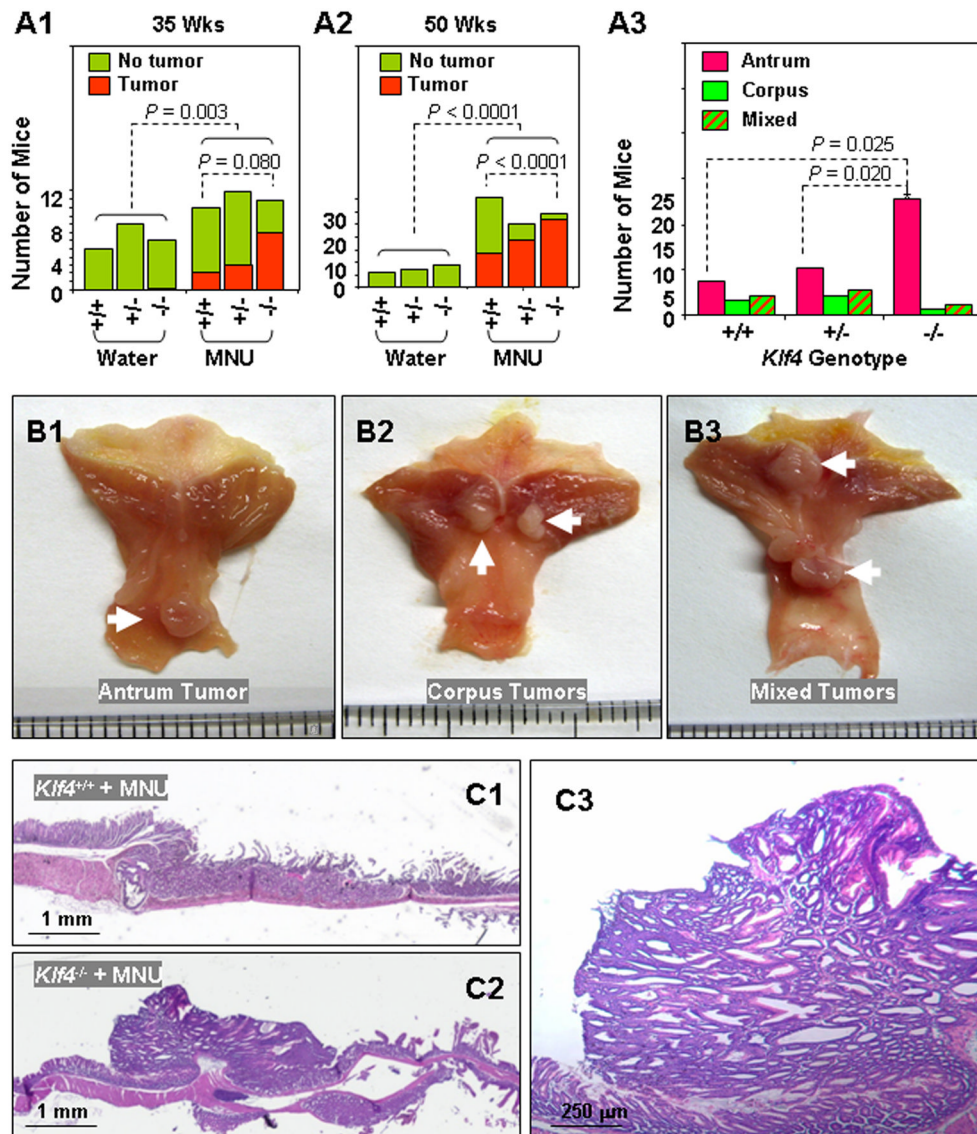 A1
35 Wks
No tumor
Tumor
P = 0.003
P = 0.080
Number of Mice
12
8
4
0
+/+
+/-
-/-
+/+
+/-
-/-
Water
MNU
A2
50 Wks
No tumor
Tumor
P < 0.0001
P < 0.0001
30
20
10
0
+/+
+/-
-/-
+/+
+/-
-/-
Water
MNU
A3
Antrum
Corpus
Mixed
P = 0.025
P = 0.020
Number of Mice
25
20
15
10
5
0
+/+
+/-
-/-
Klf4 Genotype
B1
Antrum Tumor
B2
Corpus Tumors
B3
Mixed Tumors
Klf4+/+ + MNU
C1
1 mm
Klf4-/- + MNU
C2
1 mm
C3
250 µm